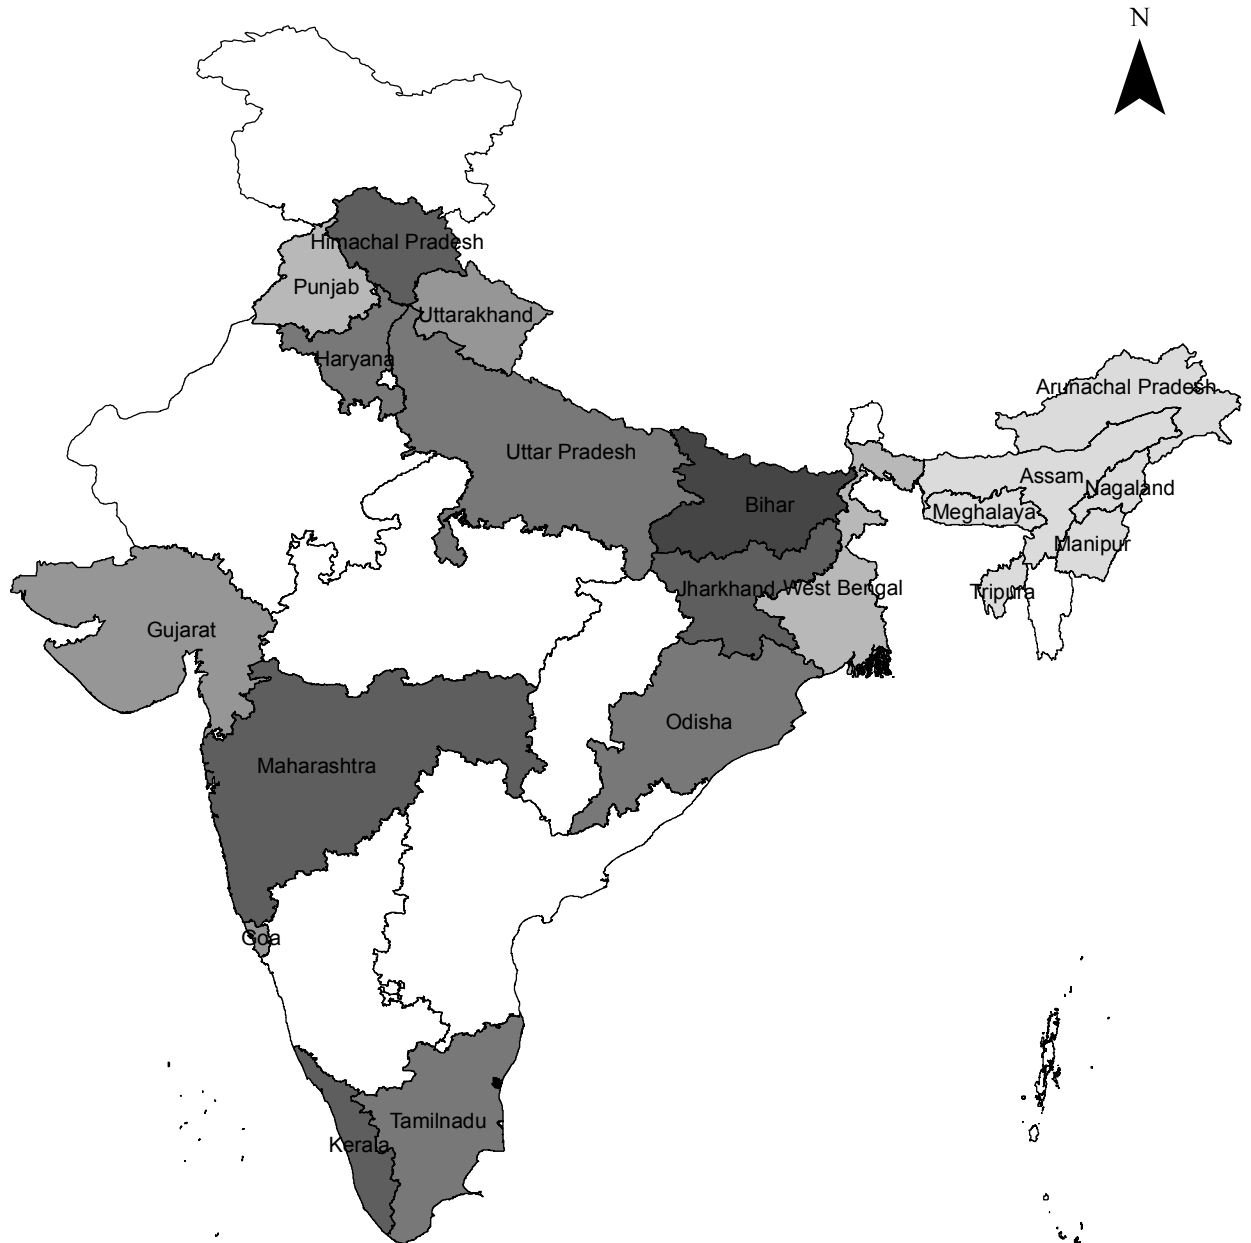 N
Himachal Pradesh
Punjab
Uttarakhand
Haryana
Arunachal Pradesh
Uttar Pradesh
Assam
Nagaland
Bihar
Meghalaya
Manipur
Jharkhand
West Bengal
Tripura
Gujarat
Odisha
Maharashtra
Goa
Tamilnadu
Kerala